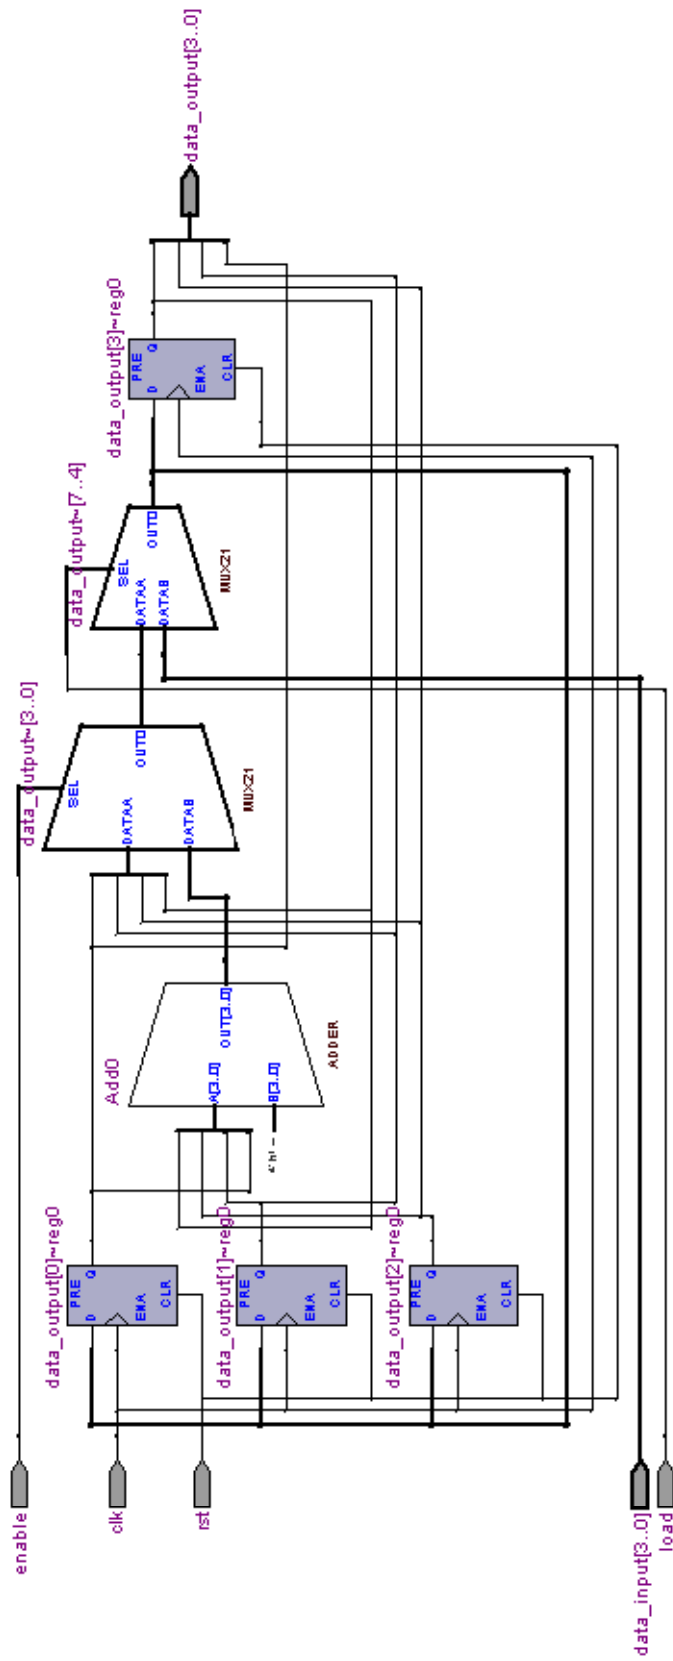 enable
clk
rst
data_input[3..0]
load
data_output[0]~reg0
PRE
D
Q
ENA
CLR
data_output[1]~reg0
PRE
D
Q
ENA
CLR
data_output[2]~reg0
PRE
D
Q
ENA
CLR
Add0
A[3..0]
B[3..0]
OUT[3..0]
ADDER
data_output~[3..0]
SEL
DATAA
DATAB
OUT0
MUX21
data_output~[7..4]
SEL
DATAA
DATAB
OUT0
MUX21
data_output[3]~reg0
PRE
D
Q
ENA
CLR
data_output[3..0]